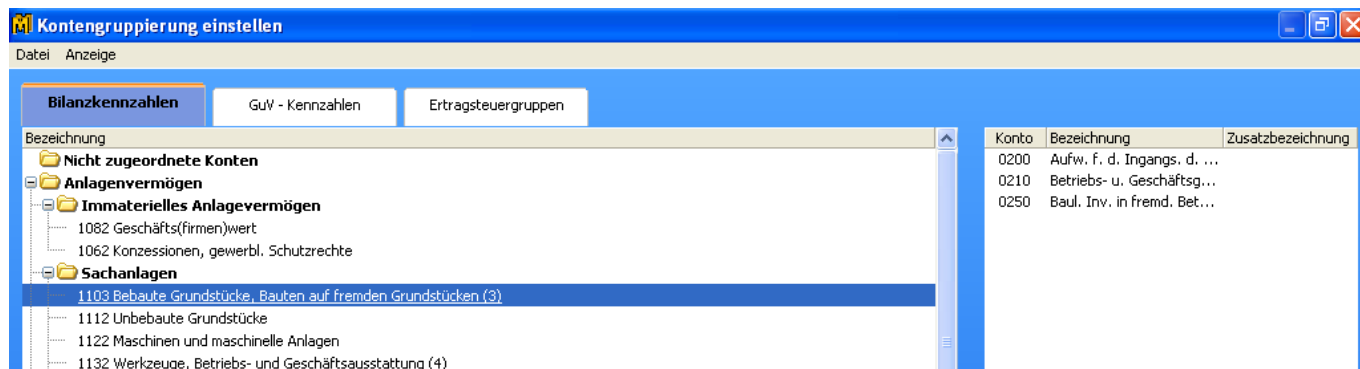 Kontengruppierung einstellen
Datei Anzeige
Bilanzkennzahlen GuV - Kennzahlen Ertragsteuergruppen
Bezeichnung
Nicht zugeordnete Konten
Anlagenvermögen
Immaterielles Anlagevermögen
1082 Geschäfts(firmen)wert
1062 Konzessionen, gewerbl. Schutzrechte
Sachanlagen
1103 Bebaute Grundstücke, Bauten auf fremden Grundstücken (3)
1112 Unbebaute Grundstücke
1122 Maschinen und maschinelle Anlagen
1132 Werkzeuge, Betriebs- und Geschäftsausstattung (4)
Konto Bezeichnung Zusatzbezeichnung
0200 Aufw. f. d. Ingangs. d. ...
0210 Betriebs- u. Geschäftsg...
0250 Baul. Inv. in fremd. Bet...